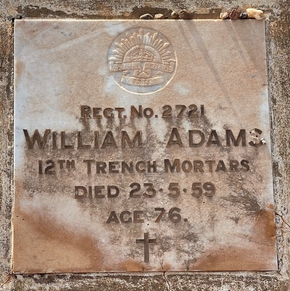 REGT. NO. 2721
WILLIAM ADAMS
12TH TRENCH MORTARS
DIED 23·5·59
AGE 76.